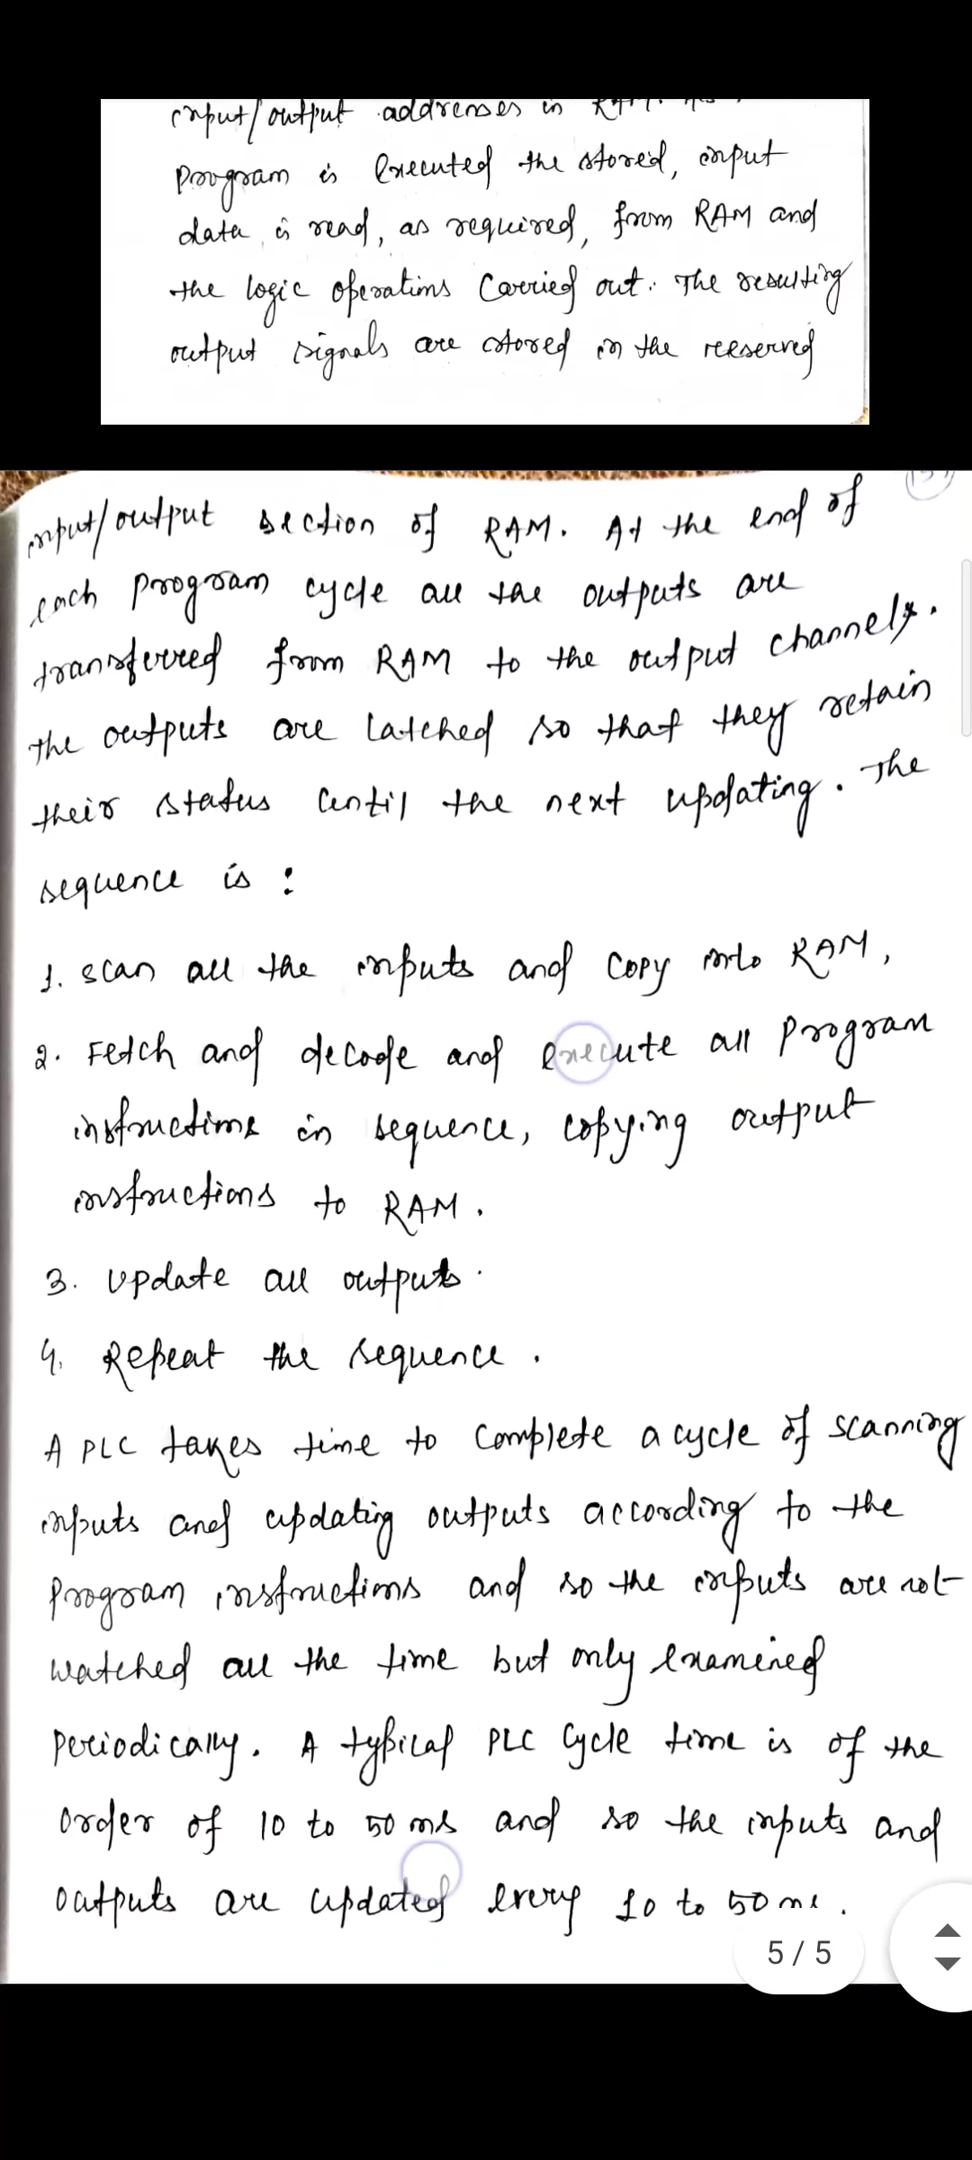 input/output addresses in RAM.
program is executed the stored, input
data is read, as required, from RAM and
the logic operations carried out. The resulting
output signals are stored in the reserved
input/output section of RAM. At the end of
each program cycle all the outputs are
transferred from RAM to the output channels.
The outputs are latched so that they retain
their status until the next updating. The
sequence is :
1. scan all the inputs and copy into RAM,
2. Fetch and decode and execute all program
instructions in sequence, copying output
instructions to RAM.
3. Update all outputs.
4. Repeat the sequence.
A PLC takes time to complete a cycle of scanning
inputs and updating outputs according to the
program instructions and so the inputs are not
watched all the time but only examined
periodically. A typical PLC cycle time is of the
order of 10 to 50 ms and so the inputs and
outputs are updated every 10 to 50 ms.
5 / 5